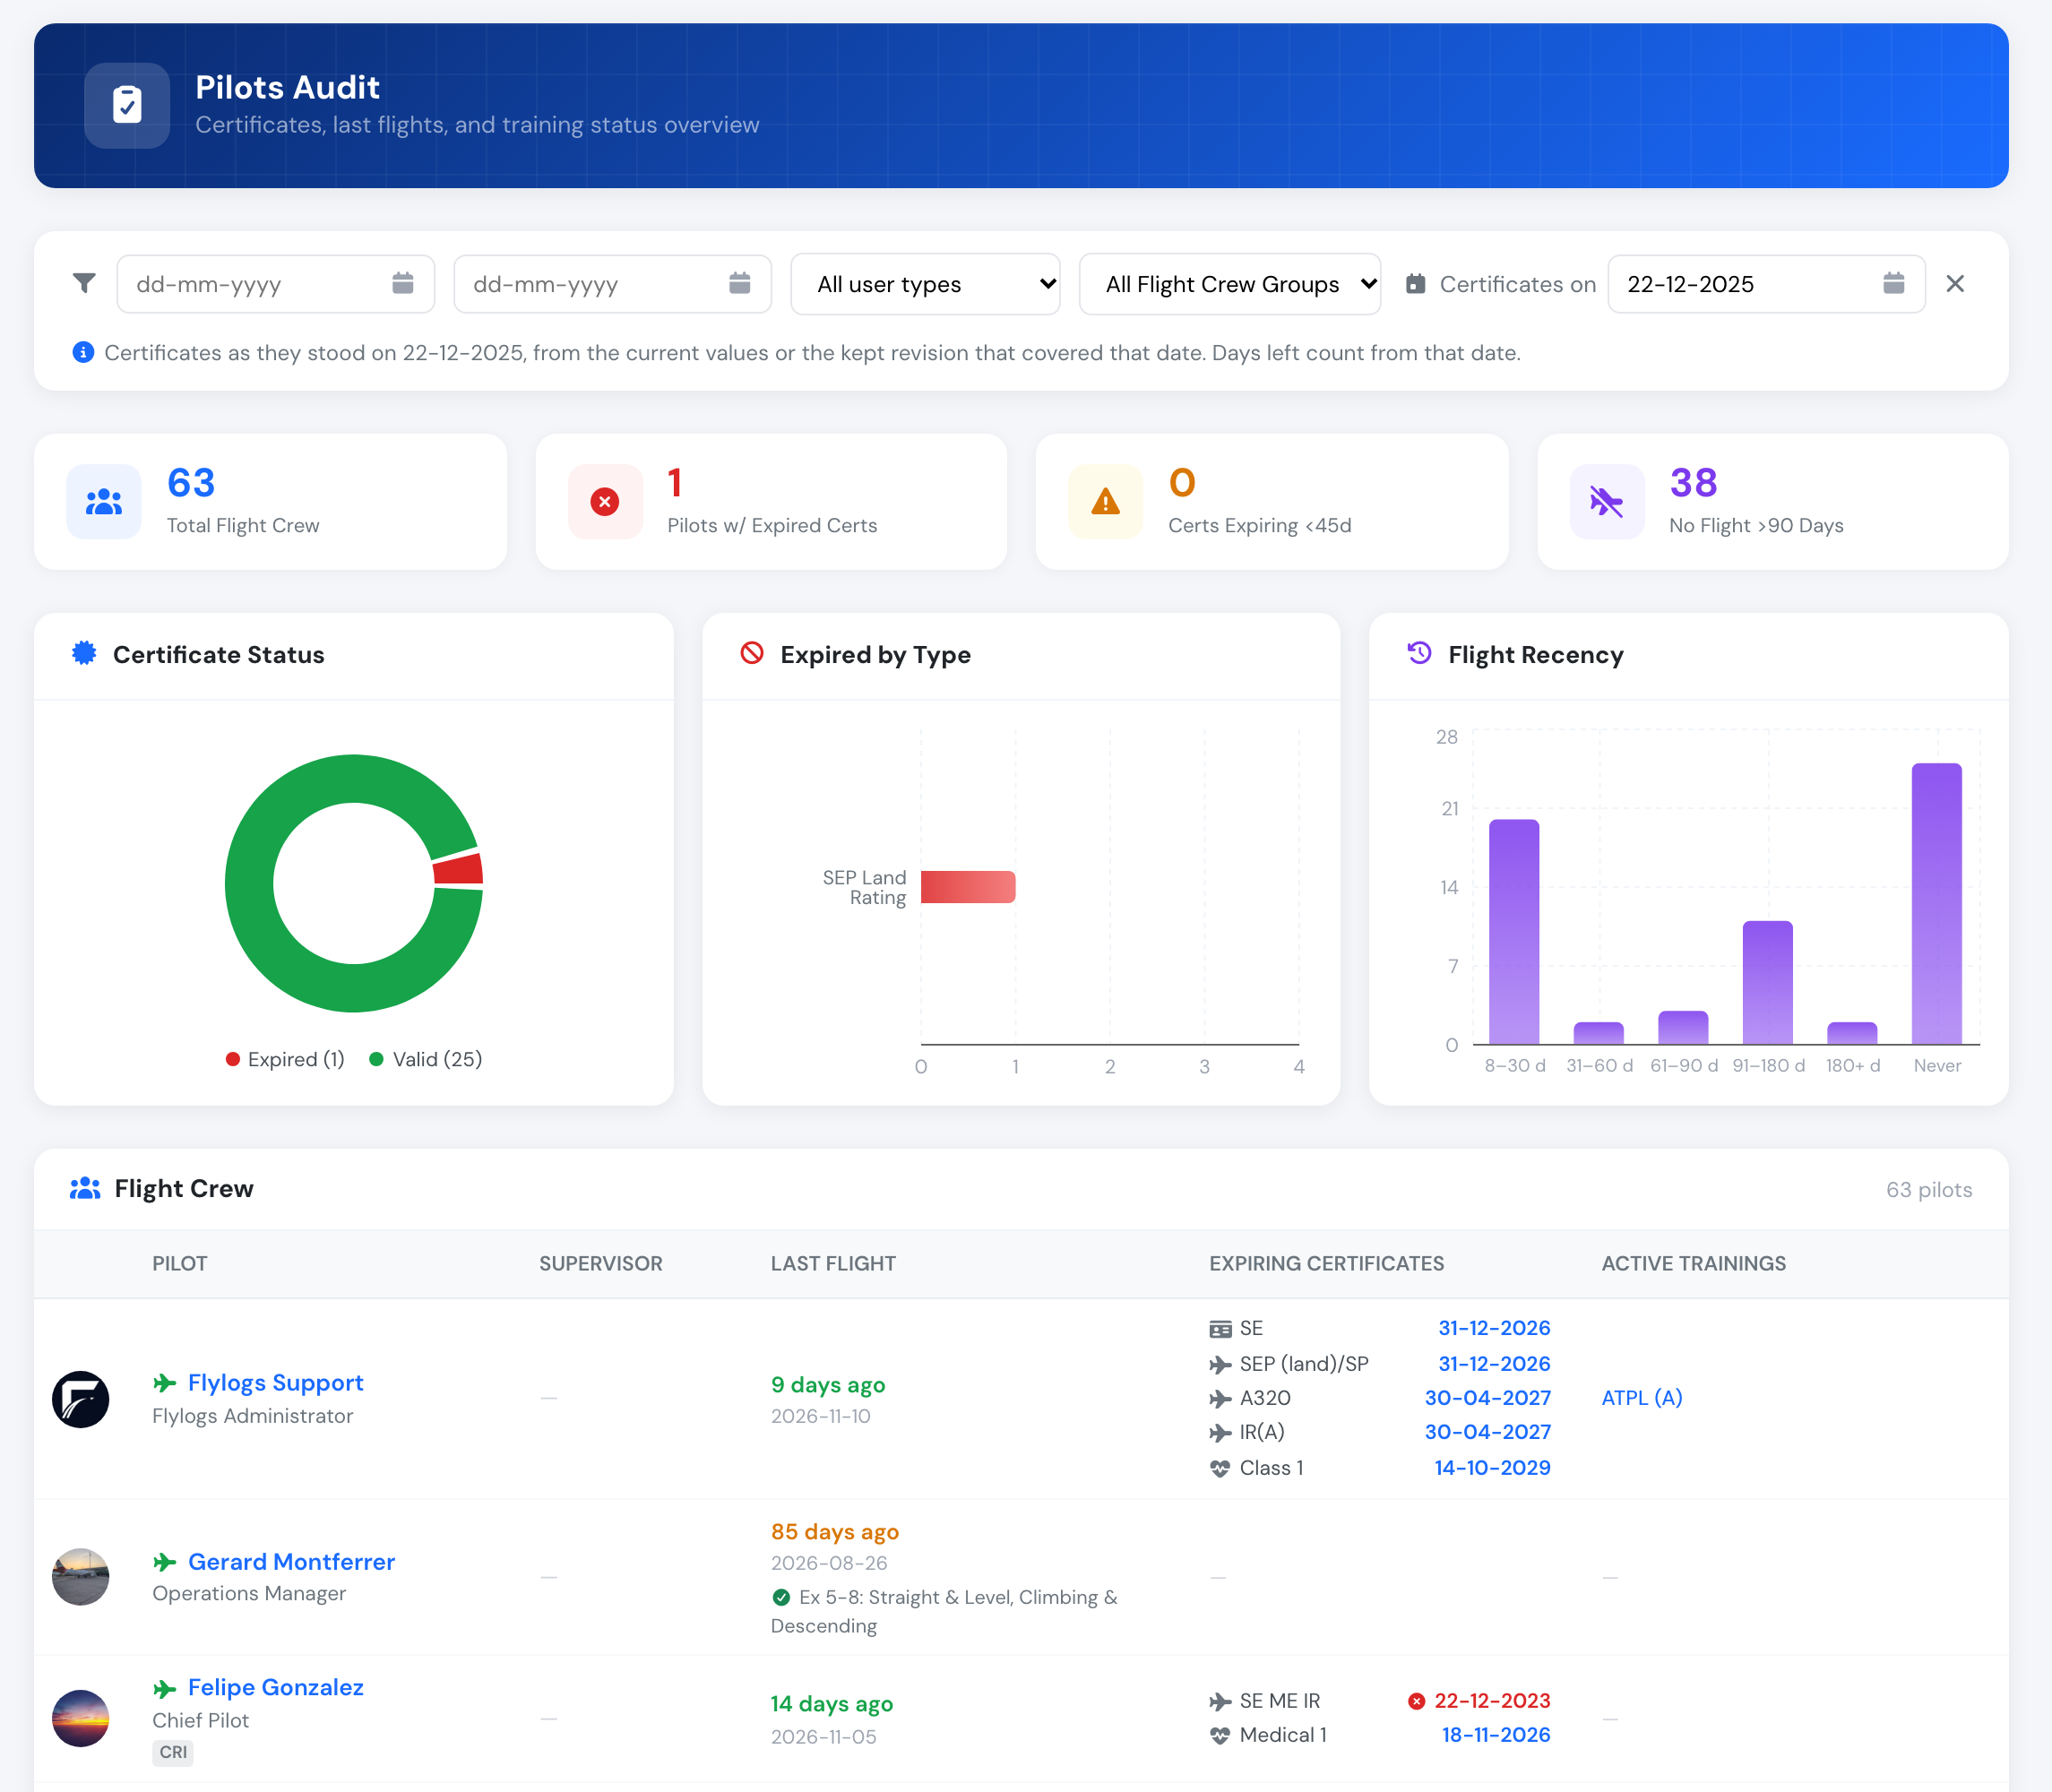 Pilots Audit
Certificates, last flights, and training status overview
dd-mm-yyyy
dd-mm-yyyy
All user types
All Flight Crew Groups
Certificates on
22-12-2025
Certificates as they stood on 22-12-2025, from the current values or the kept revision that covered that date. Days left count from that date.
63
Total Flight Crew
1
Pilots w/ Expired Certs
0
Certs Expiring <45d
38
No Flight >90 Days
Certificate Status
Expired (1)
Valid (25)
Expired by Type
SEP Land
Rating
0
1
2
3
4
Flight Recency
28
21
14
7
0
8–30 d
31–60 d
61–90 d
91–180 d
180+ d
Never
Flight Crew
63 pilots
PILOT
SUPERVISOR
LAST FLIGHT
EXPIRING CERTIFICATES
ACTIVE TRAININGS
Flylogs Support
Flylogs Administrator
—
9 days ago
2026-11-10
SE
31-12-2026
SEP (land)/SP
31-12-2026
A320
30-04-2027
IR(A)
30-04-2027
Class 1
14-10-2029
ATPL (A)
Gerard Montferrer
Operations Manager
—
85 days ago
2026-08-26
Ex 5-8: Straight & Level, Climbing &
Descending
—
—
Felipe Gonzalez
Chief Pilot
CRI
—
14 days ago
2026-11-05
SE ME IR
22-12-2023
Medical 1
18-11-2026
—